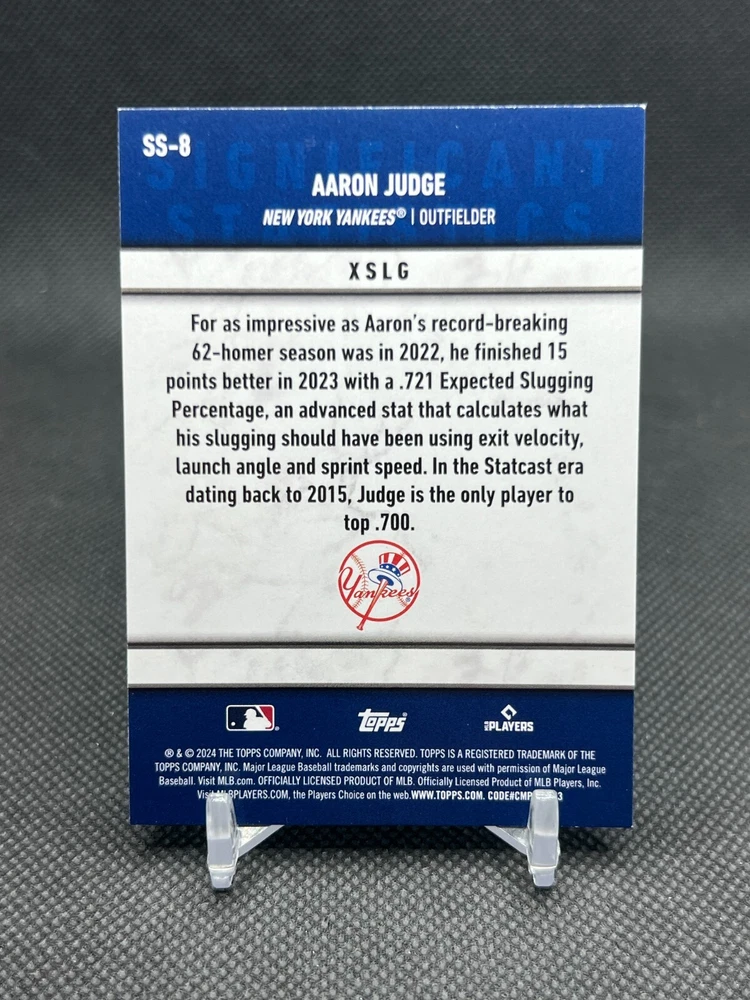 SS-8
SIGNIFICANT
STATISTICS
AARON JUDGE
NEW YORK YANKEES® | OUTFIELDER
XSLG
For as impressive as Aaron's record-breaking
62-homer season was in 2022, he finished 15
points better in 2023 with a .721 Expected Slugging
Percentage, an advanced stat that calculates what
his slugging should have been using exit velocity,
launch angle and sprint speed. In the Statcast era
dating back to 2015, Judge is the only player to
top .700.
Yankees
Topps®
MLB PLAYERS
® & © 2024 THE TOPPS COMPANY, INC. ALL RIGHTS RESERVED. TOPPS IS A REGISTERED TRADEMARK OF THE
TOPPS COMPANY, INC. Major League Baseball trademarks and copyrights are used with permission of Major League
Baseball. Visit MLB.com. OFFICIALLY LICENSED PRODUCT OF MLB. Officially Licensed Product of MLB Players, Inc.
Visit MLBPLAYERS.com, the Players Choice on the web. WWW.TOPPS.COM.